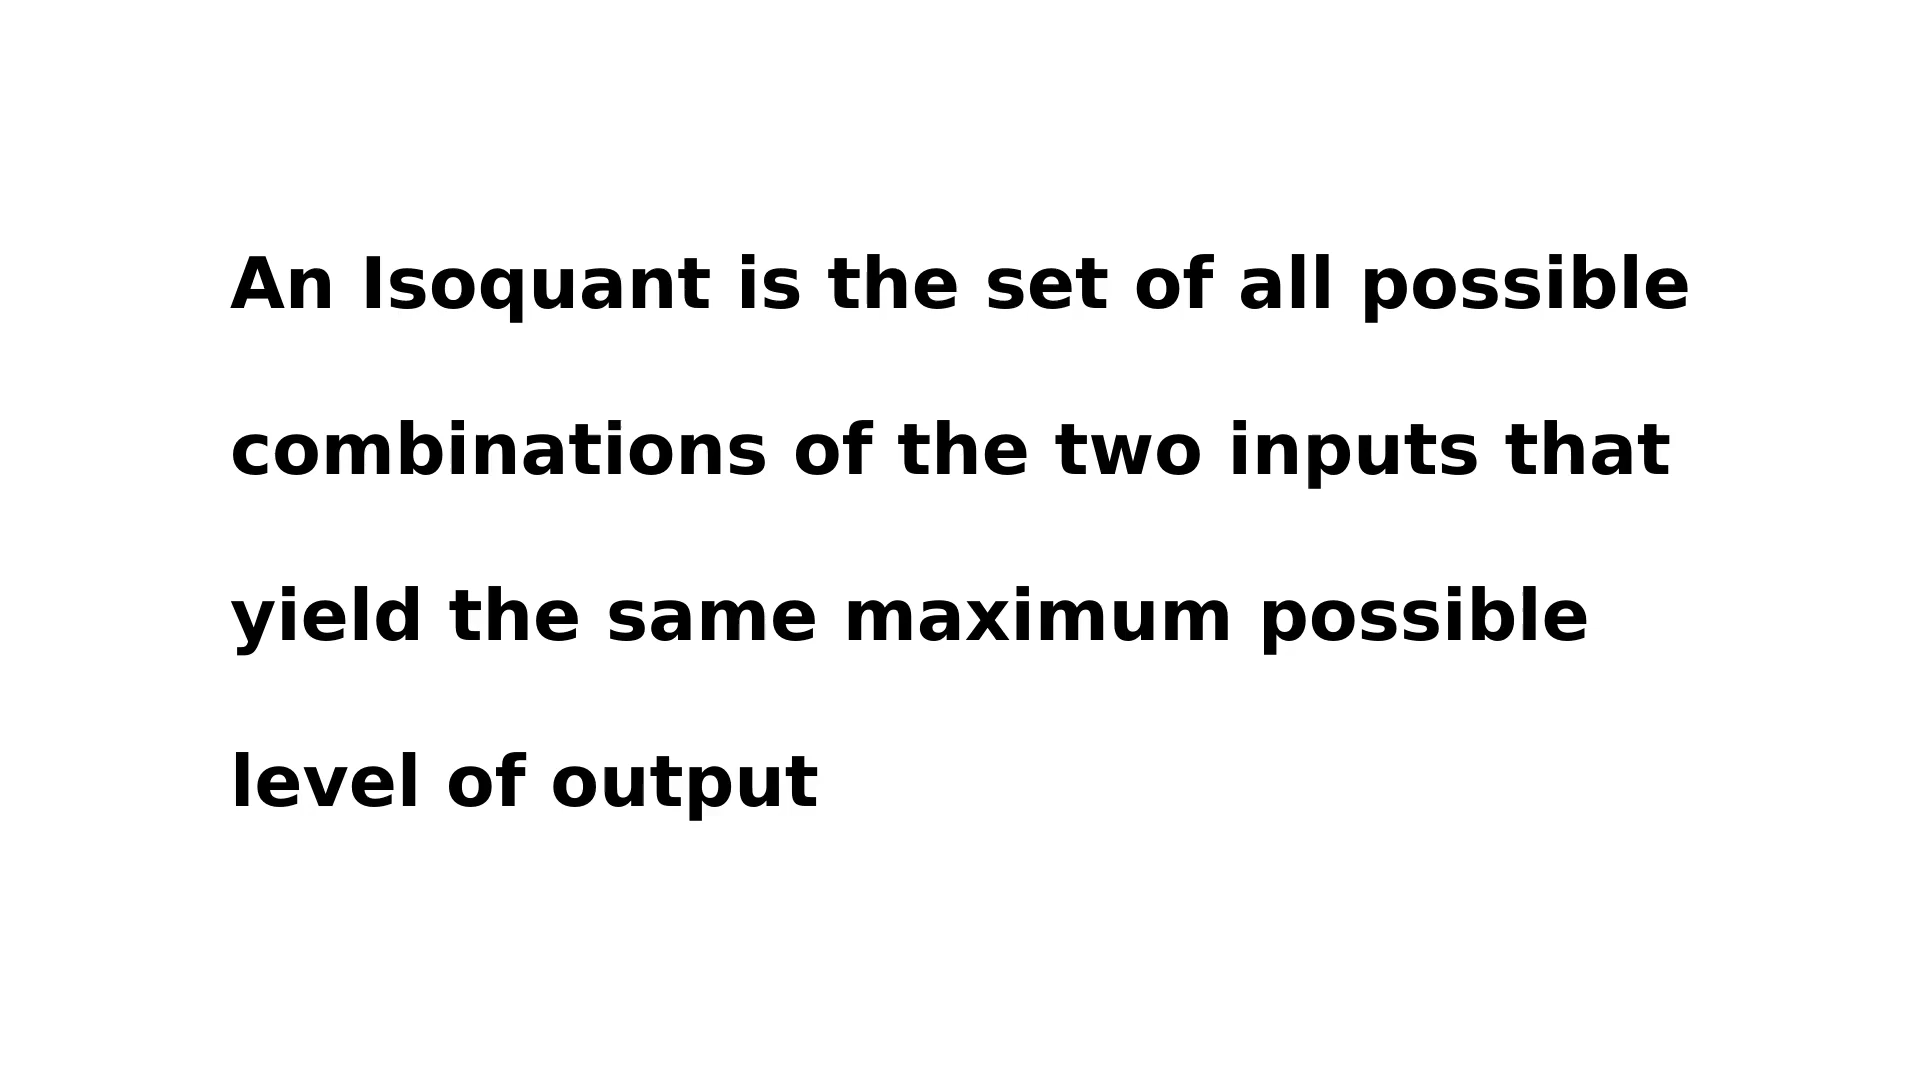 An Isoquant is the set of all possible
combinations of the two inputs that
yield the same maximum possible
level of output